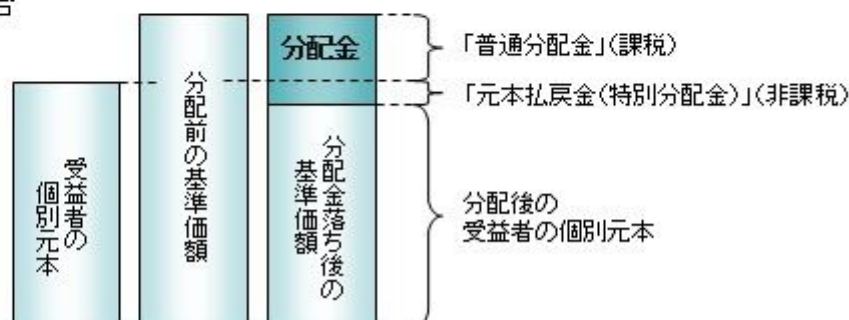 受益者の
個別元本
分配前の基準価額
分配金
分配金落ち後の
基準価額
「普通分配金」(課税)
「元本払戻金(特別分配金)」(非課税)
分配後の
受益者の個別元本